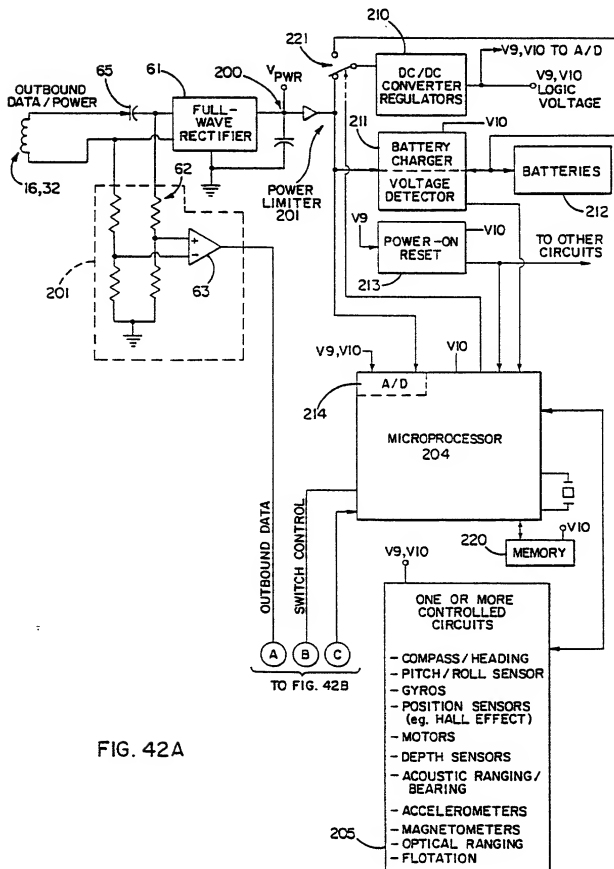 221
210
V9,V10 TO A/D
DC/DC
CONVERTER
REGULATORS
V9,V10
LOGIC
VOLTAGE
OUTBOUND
DATA/POWER
65
61
200
VPWR
FULL-
WAVE
RECTIFIER
16,32
62
POWER
LIMITER
201
211
V10
BATTERY
CHARGER
VOLTAGE
DETECTOR
BATTERIES
212
V9
V10
POWER-ON
RESET
213
TO OTHER
CIRCUITS
201
+
-
63
V9,V10
V10
214
A/D
MICROPROCESSOR
204
OUTBOUND DATA
SWITCH CONTROL
220
MEMORY
V10
A
B
C
TO FIG. 42B
V9,V10
ONE OR MORE
CONTROLLED
CIRCUITS
- COMPASS/HEADING
- PITCH/ROLL SENSOR
- GYROS
- POSITION SENSORS
(eg. HALL EFFECT)
- MOTORS
- DEPTH SENSORS
- ACOUSTIC RANGING/
BEARING
- ACCELEROMETERS
- MAGNETOMETERS
- OPTICAL RANGING
- FLOTATION
205
FIG. 42A